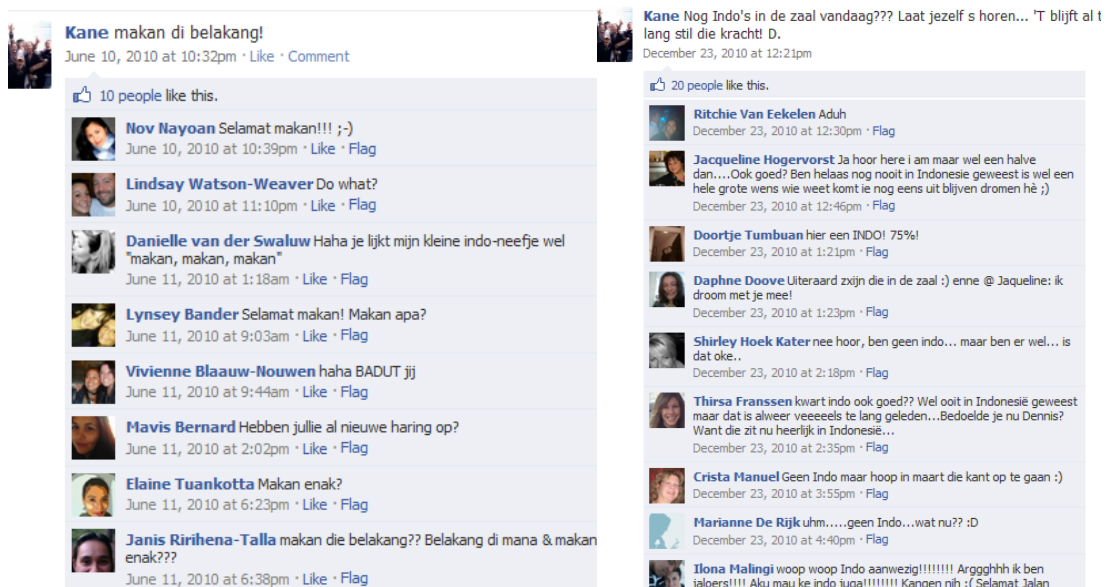 Kane makan di belakang!
June 10, 2010 at 10:32pm · Like · Comment
10 people like this.
Nov Nayoan Selamat makan!!! ;-)
June 10, 2010 at 10:39pm · Like · Flag
Lindsay Watson-Weaver Do what?
June 10, 2010 at 11:10pm · Like · Flag
Danielle van der Swaluw Haha je lijkt mijn kleine indo-neefje wel
"makan, makan, makan"
June 11, 2010 at 1:18am · Like · Flag
Lynsey Bander Selamat makan! Makan apa?
June 11, 2010 at 9:03am · Like · Flag
Vivienne Blaauw-Nouwen haha BADUT jij
June 11, 2010 at 9:44am · Like · Flag
Mavis Bernard Hebben jullie al nieuwe haring op?
June 11, 2010 at 2:02pm · Like · Flag
Elaine Tuankotta Makan enak?
June 11, 2010 at 6:23pm · Like · Flag
Janis Ririhena-Talla makan die belakang?? Belakang di mana & makan
enak???
June 11, 2010 at 6:38pm · Like · Flag
Kane Nog Indo's in de zaal vandaag??? Laat jezelf s horen... 'T blijft al t
lang stil die kracht! D.
December 23, 2010 at 12:21pm
20 people like this.
Ritchie Van Eekelen Aduh
December 23, 2010 at 12:30pm · Flag
Jacqueline Hogervorst Ja hoor here i am maar wel een halve
dan....Ook goed? Ben helaas nog nooit in Indonesie geweest is wel een
hele grote wens wie weet komt ie nog eens uit blijven dromen hè ;)
December 23, 2010 at 12:46pm · Flag
Doortje Tumbuan hier een INDO! 75%!
December 23, 2010 at 1:21pm · Flag
Daphne Doove Uiteraard zxijn die in de zaal :) enne @ Jaqueline: ik
droom met je mee!
December 23, 2010 at 1:23pm · Flag
Shirley Hoek Kater nee hoor, ben geen indo... maar ben er wel... is
dat oke..
December 23, 2010 at 2:18pm · Flag
Thirsa Franssen kwart indo ook goed?? Wel ooit in Indonesië geweest
maar dat is alweer veeeeels te lang geleden...Bedoelde je nu Dennis?
Want die zit nu heerlijk in Indonesië...
December 23, 2010 at 2:35pm · Flag
Crista Manuel Geen Indo maar hoop in maart die kant op te gaan :)
December 23, 2010 at 3:55pm · Flag
Marianne De Rijk uhm.....geen Indo...wat nu?? :D
December 23, 2010 at 4:40pm · Flag
Ilona Malingi woop woop Indo aanwezig!!!!!!!! Arggghhh ik ben
jaloers!!!! Aku mau ke indo juga!!!!!!!! Kangen nih :( Selamat Jalan